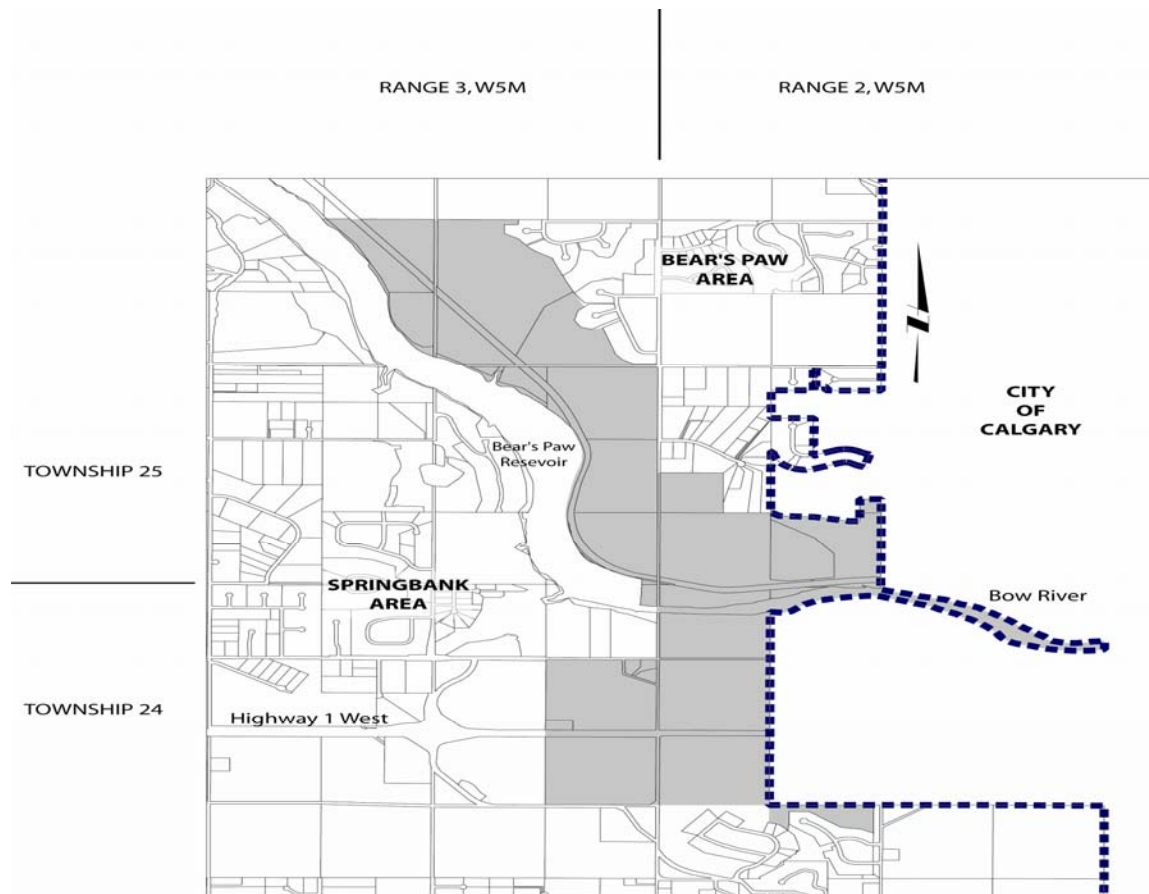 RANGE 3, W5M
RANGE 2, W5M
BEAR'S PAW
AREA
CITY
OF
CALGARY
Bear's Paw
Resevoir
TOWNSHIP 25
SPRINGBANK
AREA
Bow River
TOWNSHIP 24
Highway 1 West